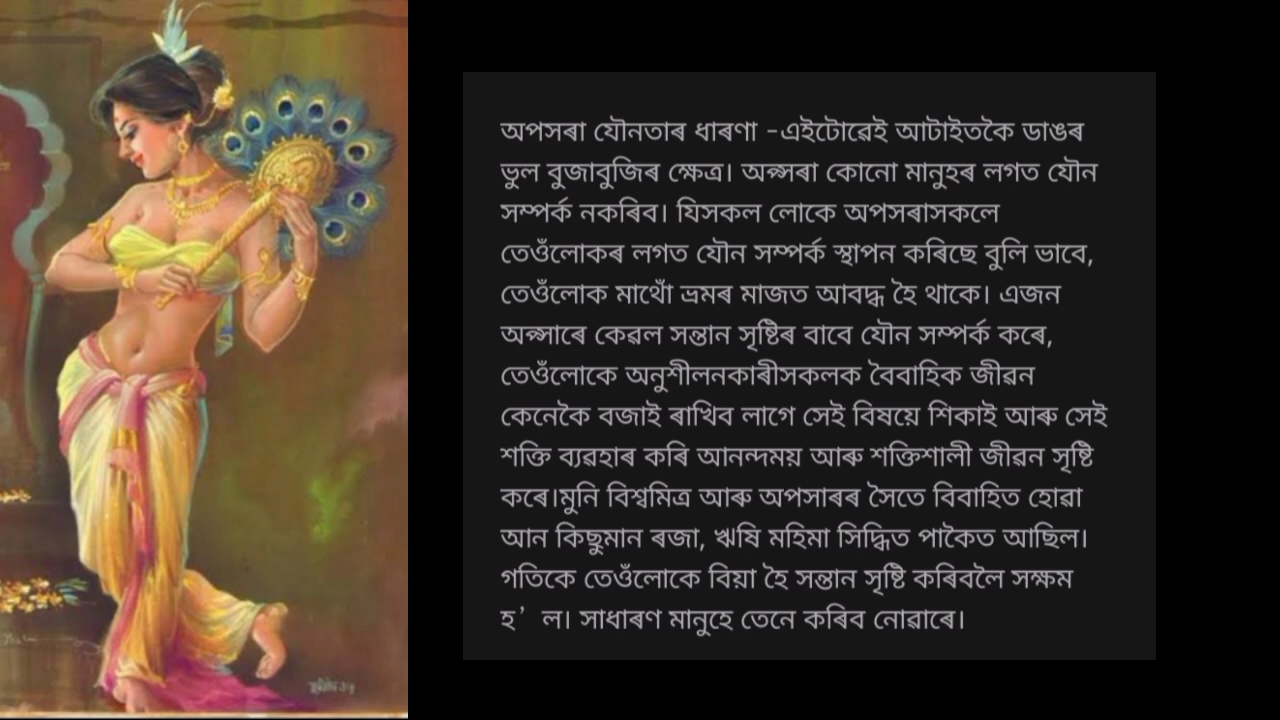 অপসৰা যৌনতাৰ ধাৰণা -এইটোৱেই আটাইতকৈ ডাঙৰ
ভুল বুজাবুজিৰ ক্ষেত্ৰ। অপ্সৰা কোনো মানুহৰ লগত যৌন
সম্পৰ্ক নকৰিব। যিসকল লোকে অপসৰাসকলে
তেওঁলোকৰ লগত যৌন সম্পৰ্ক স্থাপন কৰিছে বুলি ভাবে,
তেওঁলোক মাথোঁ ভ্ৰমৰ মাজত আবদ্ধ হৈ থাকে। এজন
অপ্সাৰে কেৱল সন্তান সৃষ্টিৰ বাবে যৌন সম্পৰ্ক কৰে,
তেওঁলোকে অনুশীলনকাৰীসকলক বৈবাহিক জীৱন
কেনেকৈ বজাই ৰাখিব লাগে সেই বিষয়ে শিকাই আৰু সেই
শক্তি ব্যৱহাৰ কৰি আনন্দময় আৰু শক্তিশালী জীৱন সৃষ্টি
কৰে।মুনি বিশ্বমিত্ৰ আৰু অপসাৰৰ সৈতে বিবাহিত হোৱা
আন কিছুমান ৰজা, ঋষি মহিমা সিদ্ধিত পাকৈত আছিল।
গতিকে তেওঁলোকে বিয়া হৈ সন্তান সৃষ্টি কৰিবলৈ সক্ষম
হ’ ল। সাধাৰণ মানুহে তেনে কৰিব নোৱাৰে।